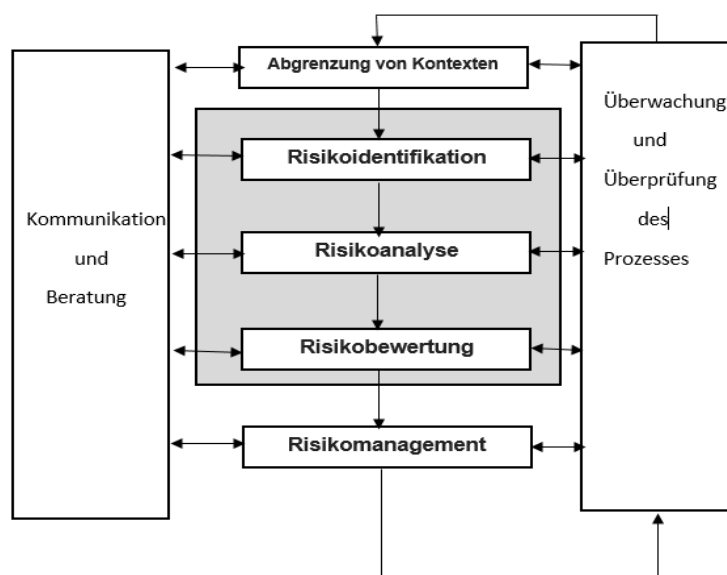 Abgrenzung von Kontexten
Risikoidentifikation
Risikoanalyse
Risikobewertung
Risikomanagement
Kommunikation
und
Beratung
Überwachung
und
Überprüfung
des
Prozesses